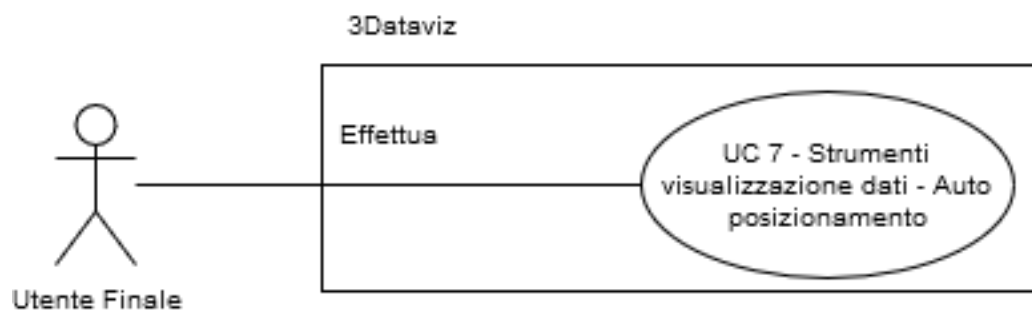 3Dataviz
Effettua
UC 7 - Strumenti
visualizzazione dati - Auto
posizionamento
Utente Finale